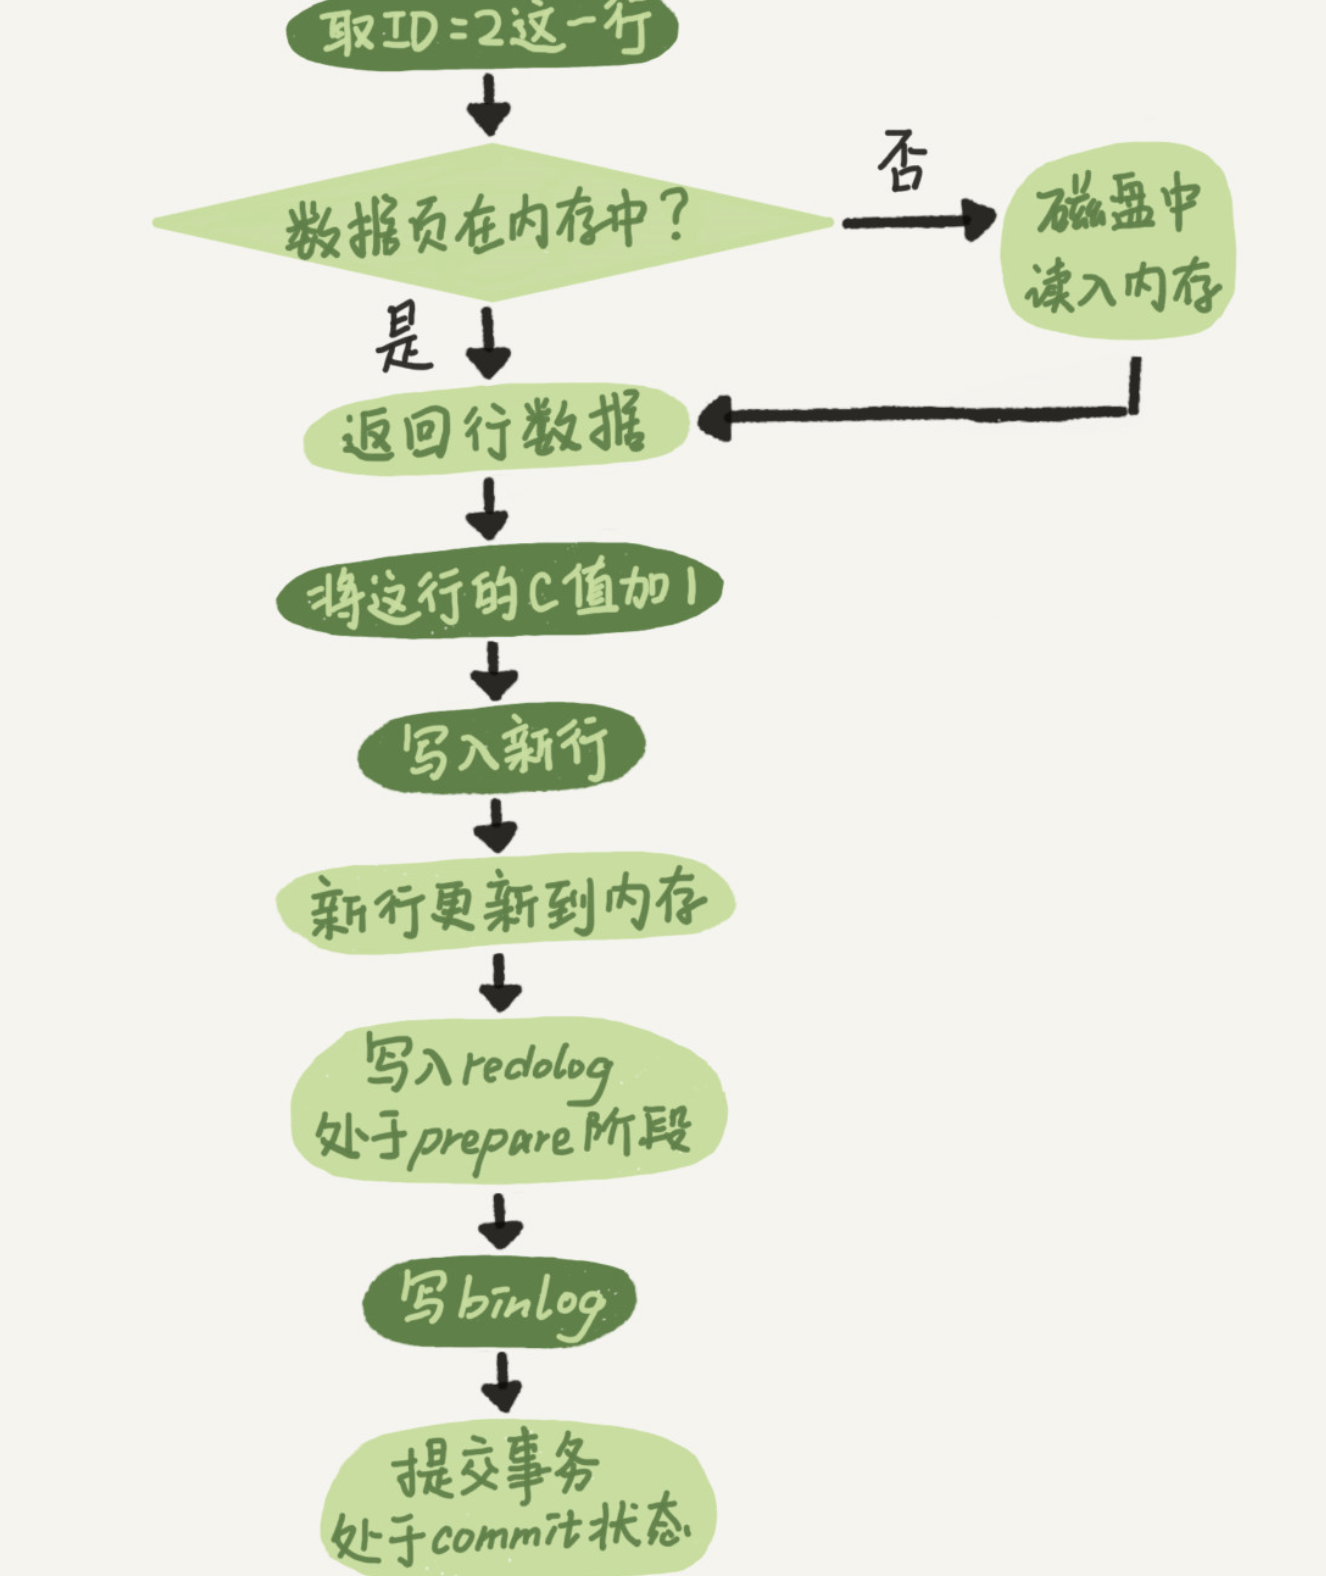 取ID=2这一行
数据页在内存中？
否
磁盘中
读入内存
是
返回行数据
将这行的C值加1
写入新行
新行更新到内存
写入redolog
处于prepare阶段
写binlog
提交事务
处于commit状态